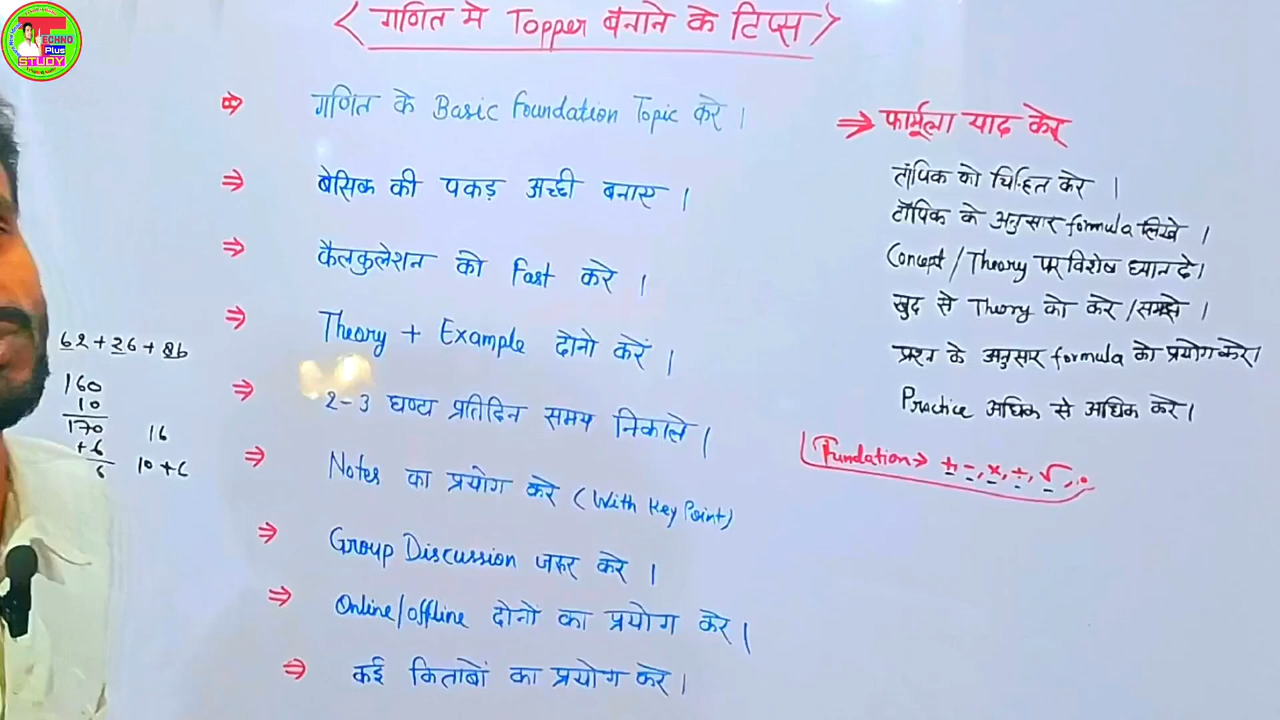 TECHNO
Plus
STUDY
< गणित मे Topper बनाने के टिप्स >
⇒ गणित के Basic Foundation Topic करे ।
⇒ बेसिक की पकड़ अच्छी बनाए ।
⇒ कैलकुलेशन को Fast करे ।
⇒ Theory + Example दोनो करें ।
⇒ 2-3 घण्टा प्रतिदिन समय निकाले ।
⇒ Notes का प्रयोग करे (With Key Point)
⇒ Group Discussion जरूर करे ।
⇒ Online/offline दोनो का प्रयोग करे ।
⇒ कई किताबों का प्रयोग करे ।
62+26+86
160
10
170
+6
6
16
10+6
⇒ फार्मूला याद करे
टॉपिक को चिन्हित करे ।
टॉपिक के अनुसार formula लिखे ।
Concept / Theory पर विशेष ध्यान दे।
खुद से Theory को करे /समझे ।
प्रश्न के अनुसार formula का प्रयोग करे।
Practice अधिक से अधिक करे।
Fundation → +, -, ×, ÷, √, .